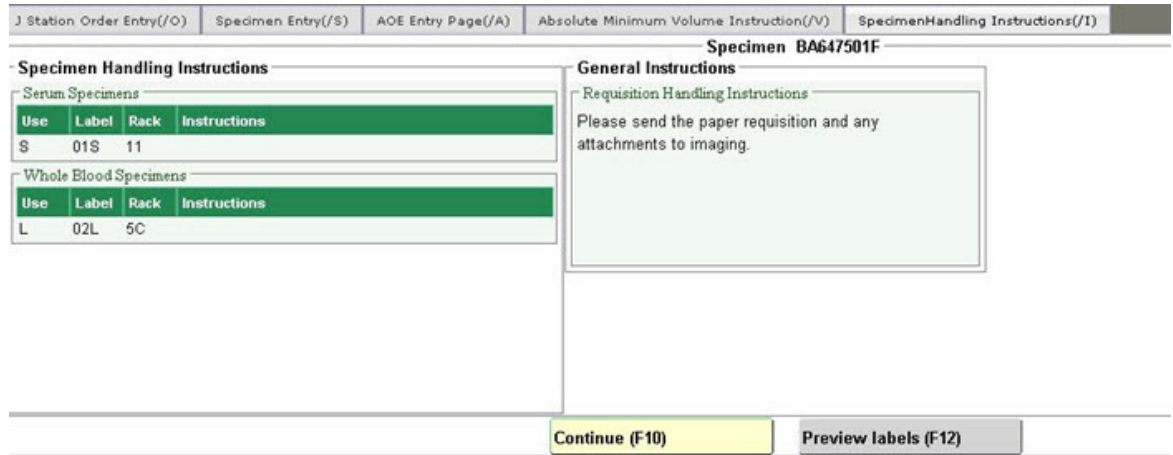 J Station Order Entry(/O) Specimen Entry(/S) AOE Entry Page(/A) Absolute Minimum Volume Instruction(/V) SpecimenHandling Instructions(/I)
Specimen BA647501F
Specimen Handling Instructions
Serum Specimens
Use Label Rack Instructions
S 01S 11
Whole Blood Specimens
Use Label Rack Instructions
L 02L 5C
General Instructions
Requisition Handling Instructions
Please send the paper requisition and any
attachments to imaging.
Continue (F10) Preview labels (F12)